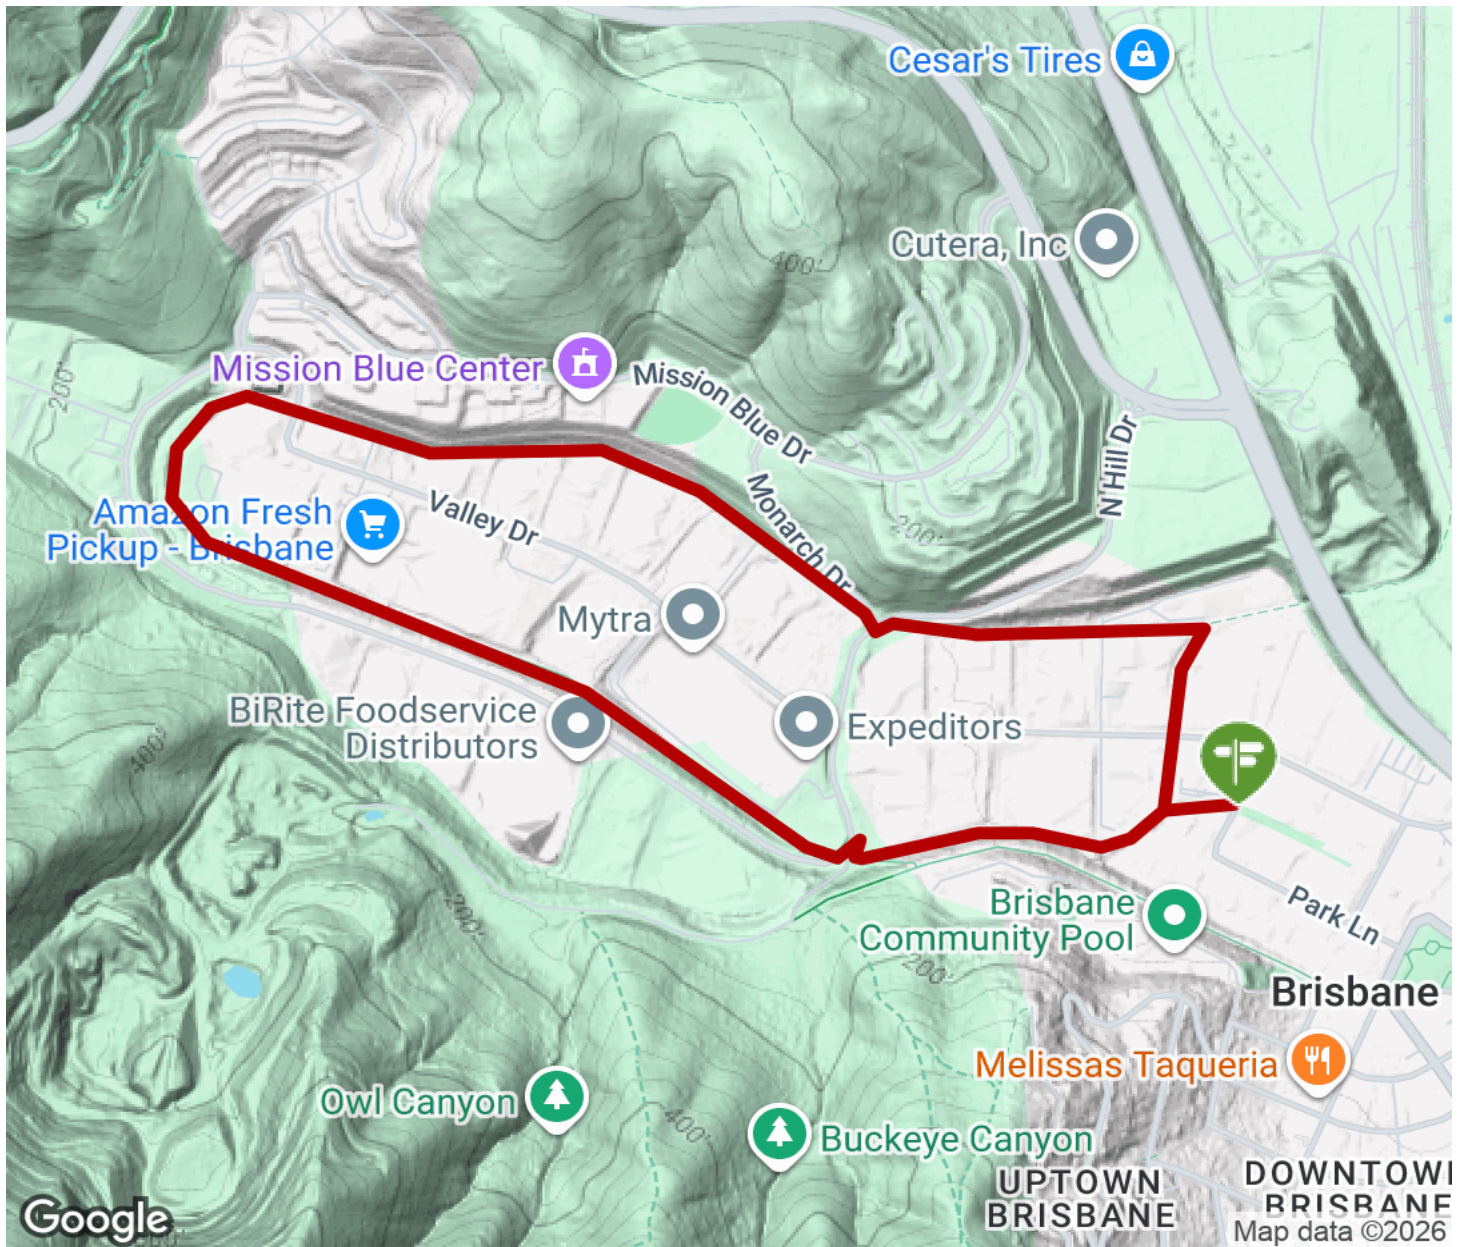 Cesar's Tires
Cutera, Inc
400'
Mission Blue Center
Mission Blue Dr
200'
N Hill Dr
Monarch Dr
Amazon Fresh
Pickup - Brisbane
Valley Dr
200'
Mytra
BiRite Foodservice
Distributors
Expeditors
400'
Park Ln
Brisbane
Community Pool
200'
200'
Brisbane
Melissas Taqueria
Owl Canyon
400'
Buckeye Canyon
UPTOWN
BRISBANE
DOWNTOW
BRISBANE
Google
Map data ©2026